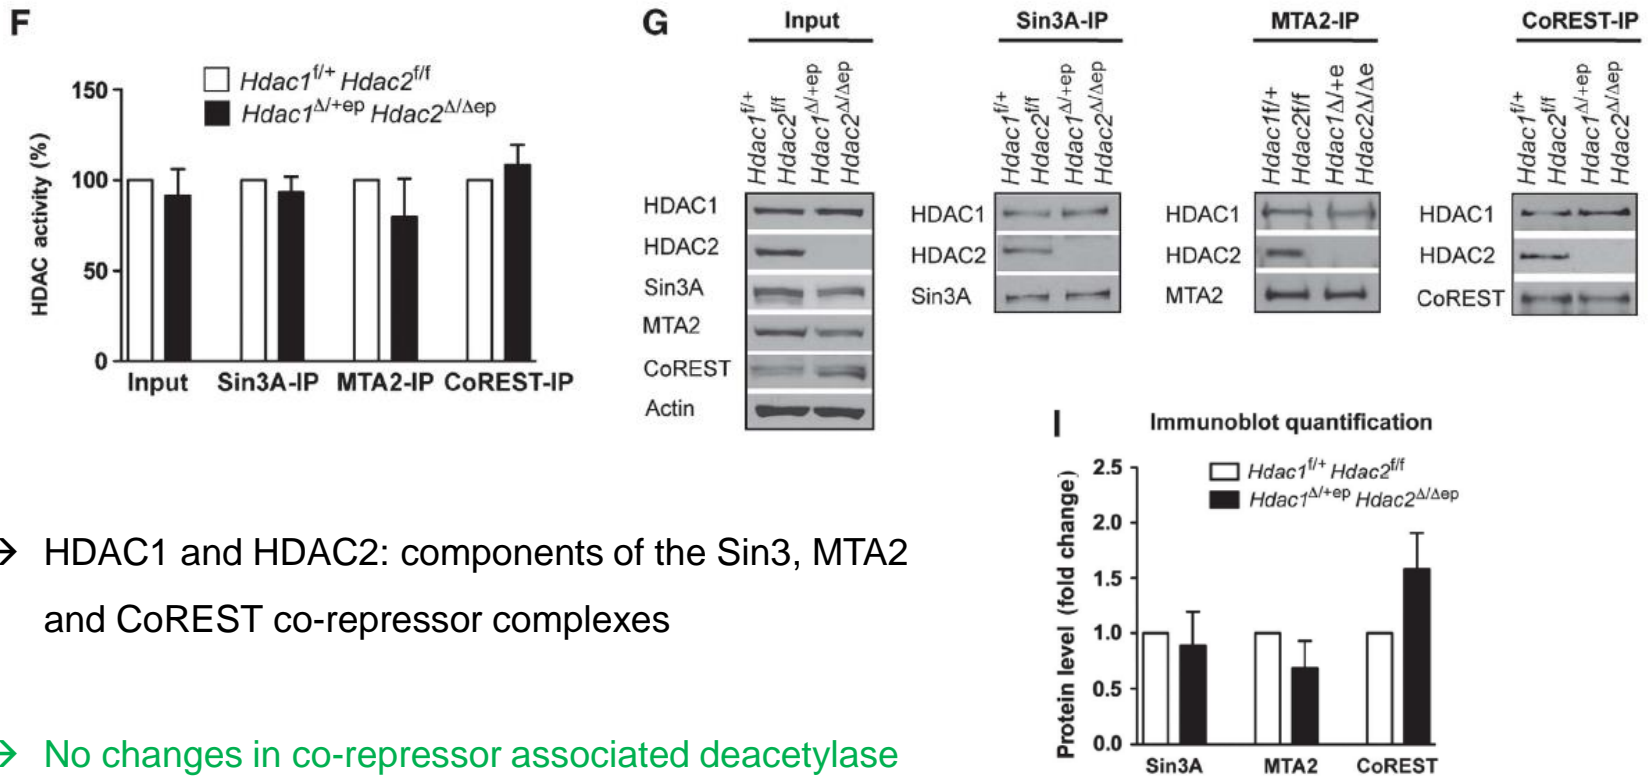 F
150
100
50
0
HDAC activity (%)
Hdac1f/+ Hdac2f/f
Hdac1Δ/+ep Hdac2Δ/Δep
Input Sin3A-IP MTA2-IP CoREST-IP
G
Input
Hdac1f/+
Hdac2f/f
Hdac1Δ/+ep
Hdac2Δ/Δep
HDAC1
HDAC2
Sin3A
MTA2
CoREST
Actin
Sin3A-IP
Hdac1f/+
Hdac2f/f
Hdac1Δ/+ep
Hdac2Δ/Δep
HDAC1
HDAC2
Sin3A
MTA2-IP
Hdac1f/+
Hdac2f/f
Hdac1Δ/+e
Hdac2Δ/Δe
HDAC1
HDAC2
MTA2
CoREST-IP
Hdac1f/+
Hdac2f/f
Hdac1Δ/+ep
Hdac2Δ/Δep
HDAC1
HDAC2
CoREST
I
Immunoblot quantification
2.5
2.0
1.5
1.0
0.5
0.0
Protein level (fold change)
Hdac1f/+ Hdac2f/f
Hdac1Δ/+ep Hdac2Δ/Δep
Sin3A MTA2 CoREST
→ HDAC1 and HDAC2: components of the Sin3, MTA2
and CoREST co-repressor complexes
→ No changes in co-repressor associated deacetylase